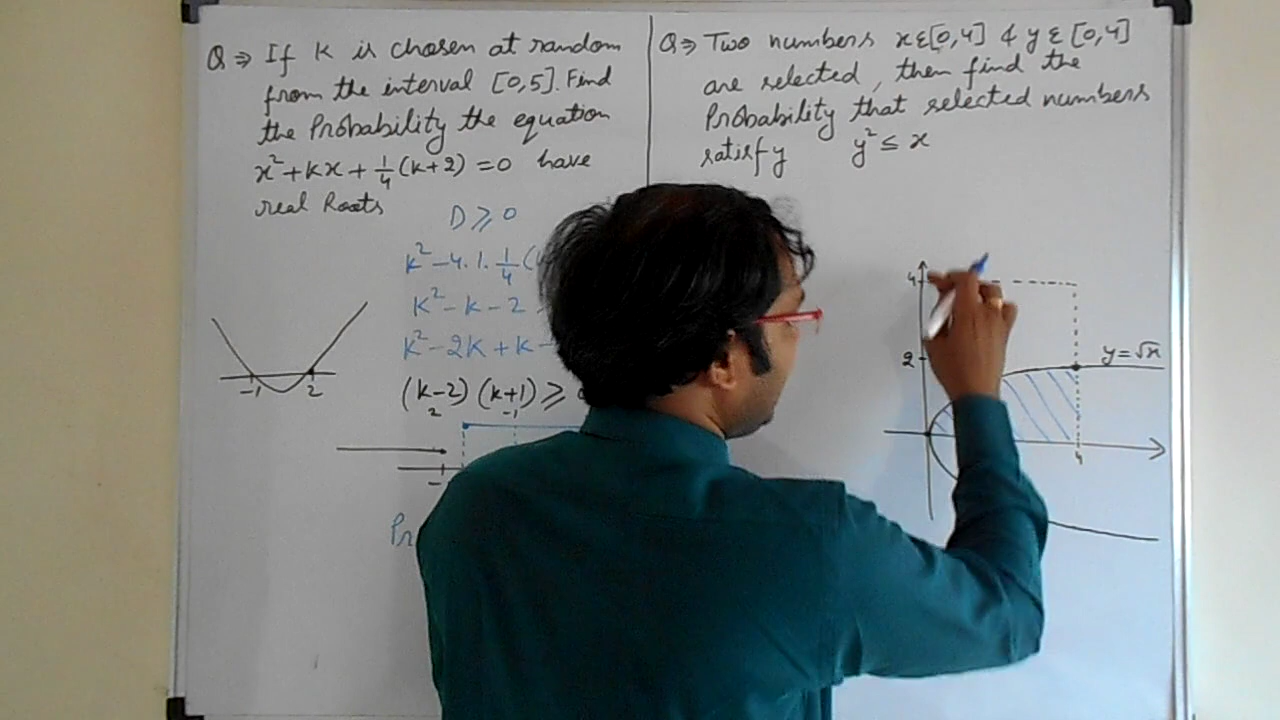 Q ⇒ If K is chosen at random
from the interval [0,5]. Find
the Probability the equation
x² + kx + 1/4 (k+2) = 0 have
real Roots
D ≥ 0
k² - 4.1. 1/4 (
k² - k - 2
k² - 2k + k -
(k-2) (k+1) ≥
2 -1
-1 2
Pr
Q ⇒ Two numbers x ε [0,4] & y ε [0,4]
are selected, then find the
Probability that selected numbers
satisfy y² ≤ x
4
2
y = √x
4